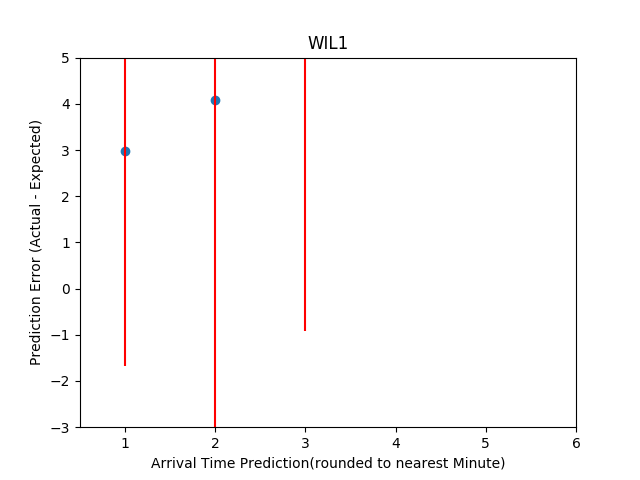 WIL1
5
4
3
2
1
0
−1
−2
−3
Prediction Error (Actual - Expected)
1 2 3 4 5 6
Arrival Time Prediction(rounded to nearest Minute)